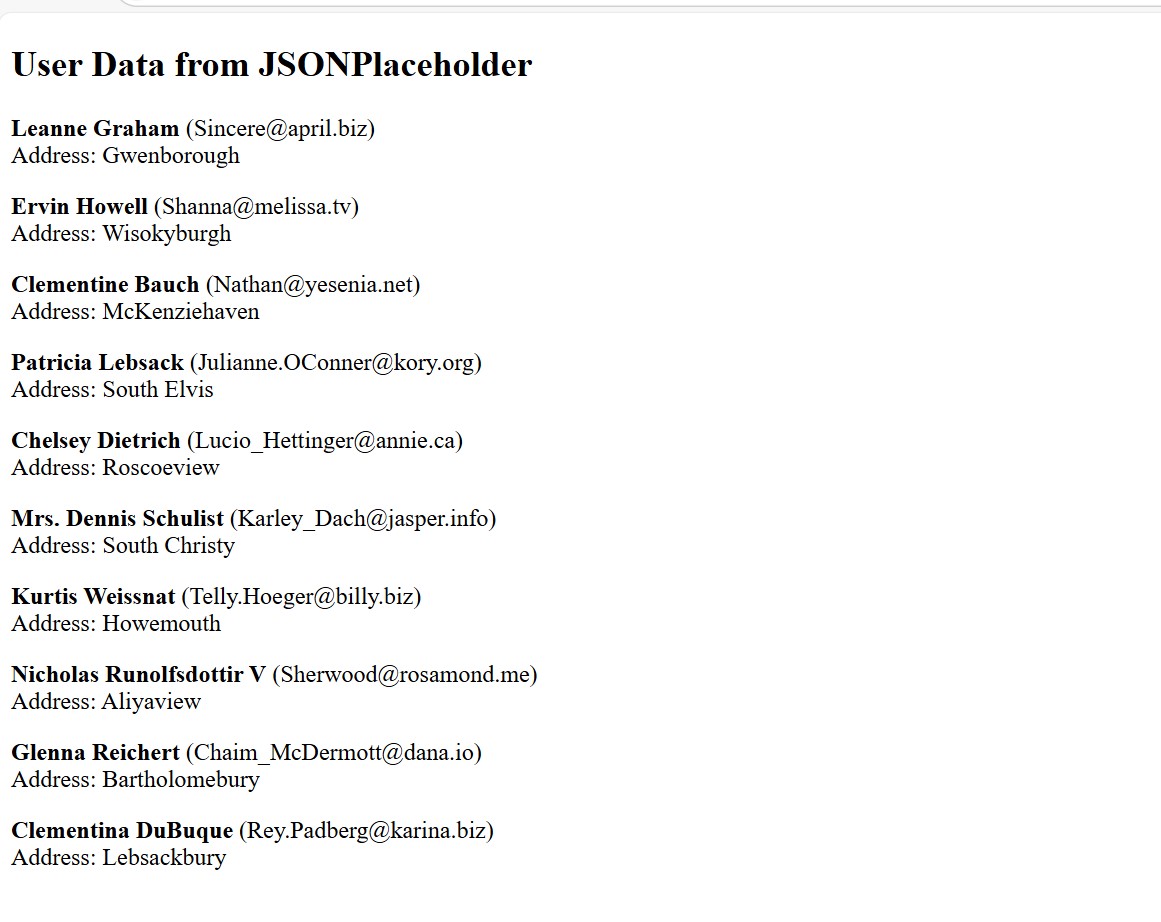 User Data from JSONPlaceholder
Leanne Graham (Sincere@april.biz)
Address: Gwenborough
Ervin Howell (Shanna@melissa.tv)
Address: Wisokyburgh
Clementine Bauch (Nathan@yesenia.net)
Address: McKenziehaven
Patricia Lebsack (Julianne.OConner@kory.org)
Address: South Elvis
Chelsey Dietrich (Lucio_Hettinger@annie.ca)
Address: Roscoeview
Mrs. Dennis Schulist (Karley_Dach@jasper.info)
Address: South Christy
Kurtis Weissnat (Telly.Hoeger@billy.biz)
Address: Howemouth
Nicholas Runolfsdottir V (Sherwood@rosamond.me)
Address: Aliyaview
Glenna Reichert (Chaim_McDermott@dana.io)
Address: Bartholomebury
Clementina DuBuque (Rey.Padberg@karina.biz)
Address: Lebsackbury